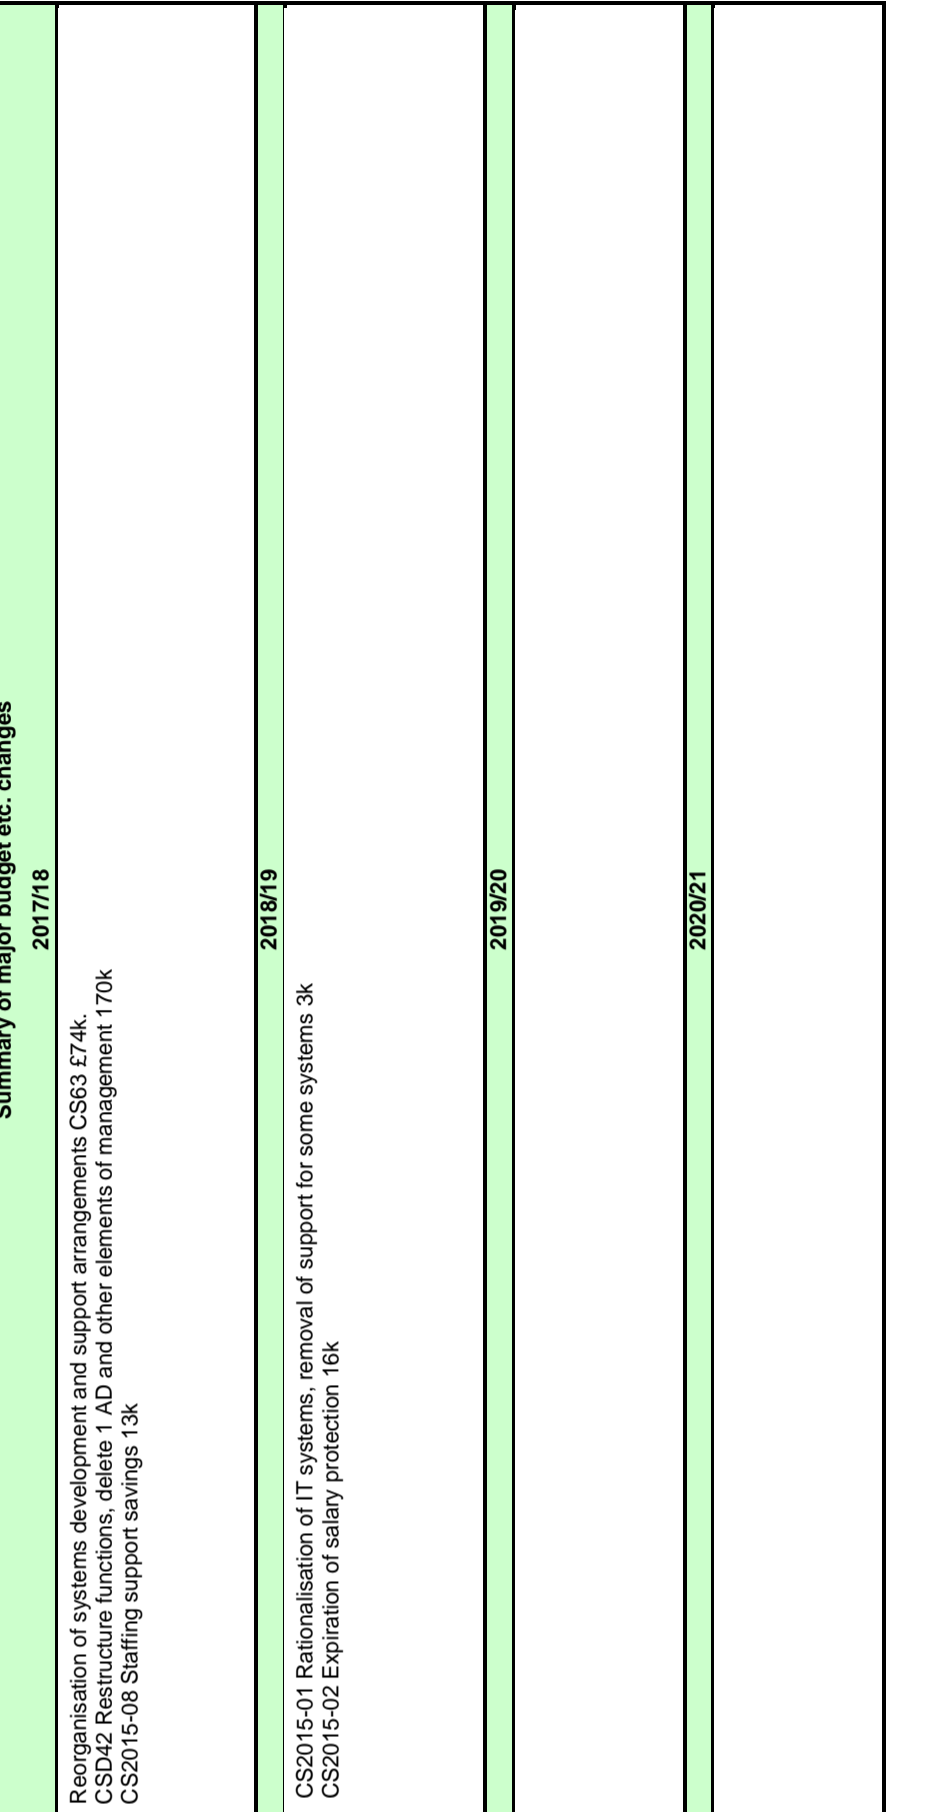 Summary of major budget etc. changes
2017/18
Reorganisation of systems development and support arrangements CS63 £74k.
CSD42 Restructure functions, delete 1 AD and other elements of management 170k
CS2015-08 Staffing support savings 13k
2018/19
CS2015-01 Rationalisation of IT systems, removal of support for some systems 3k
CS2015-02 Expiration of salary protection 16k
2019/20
2020/21